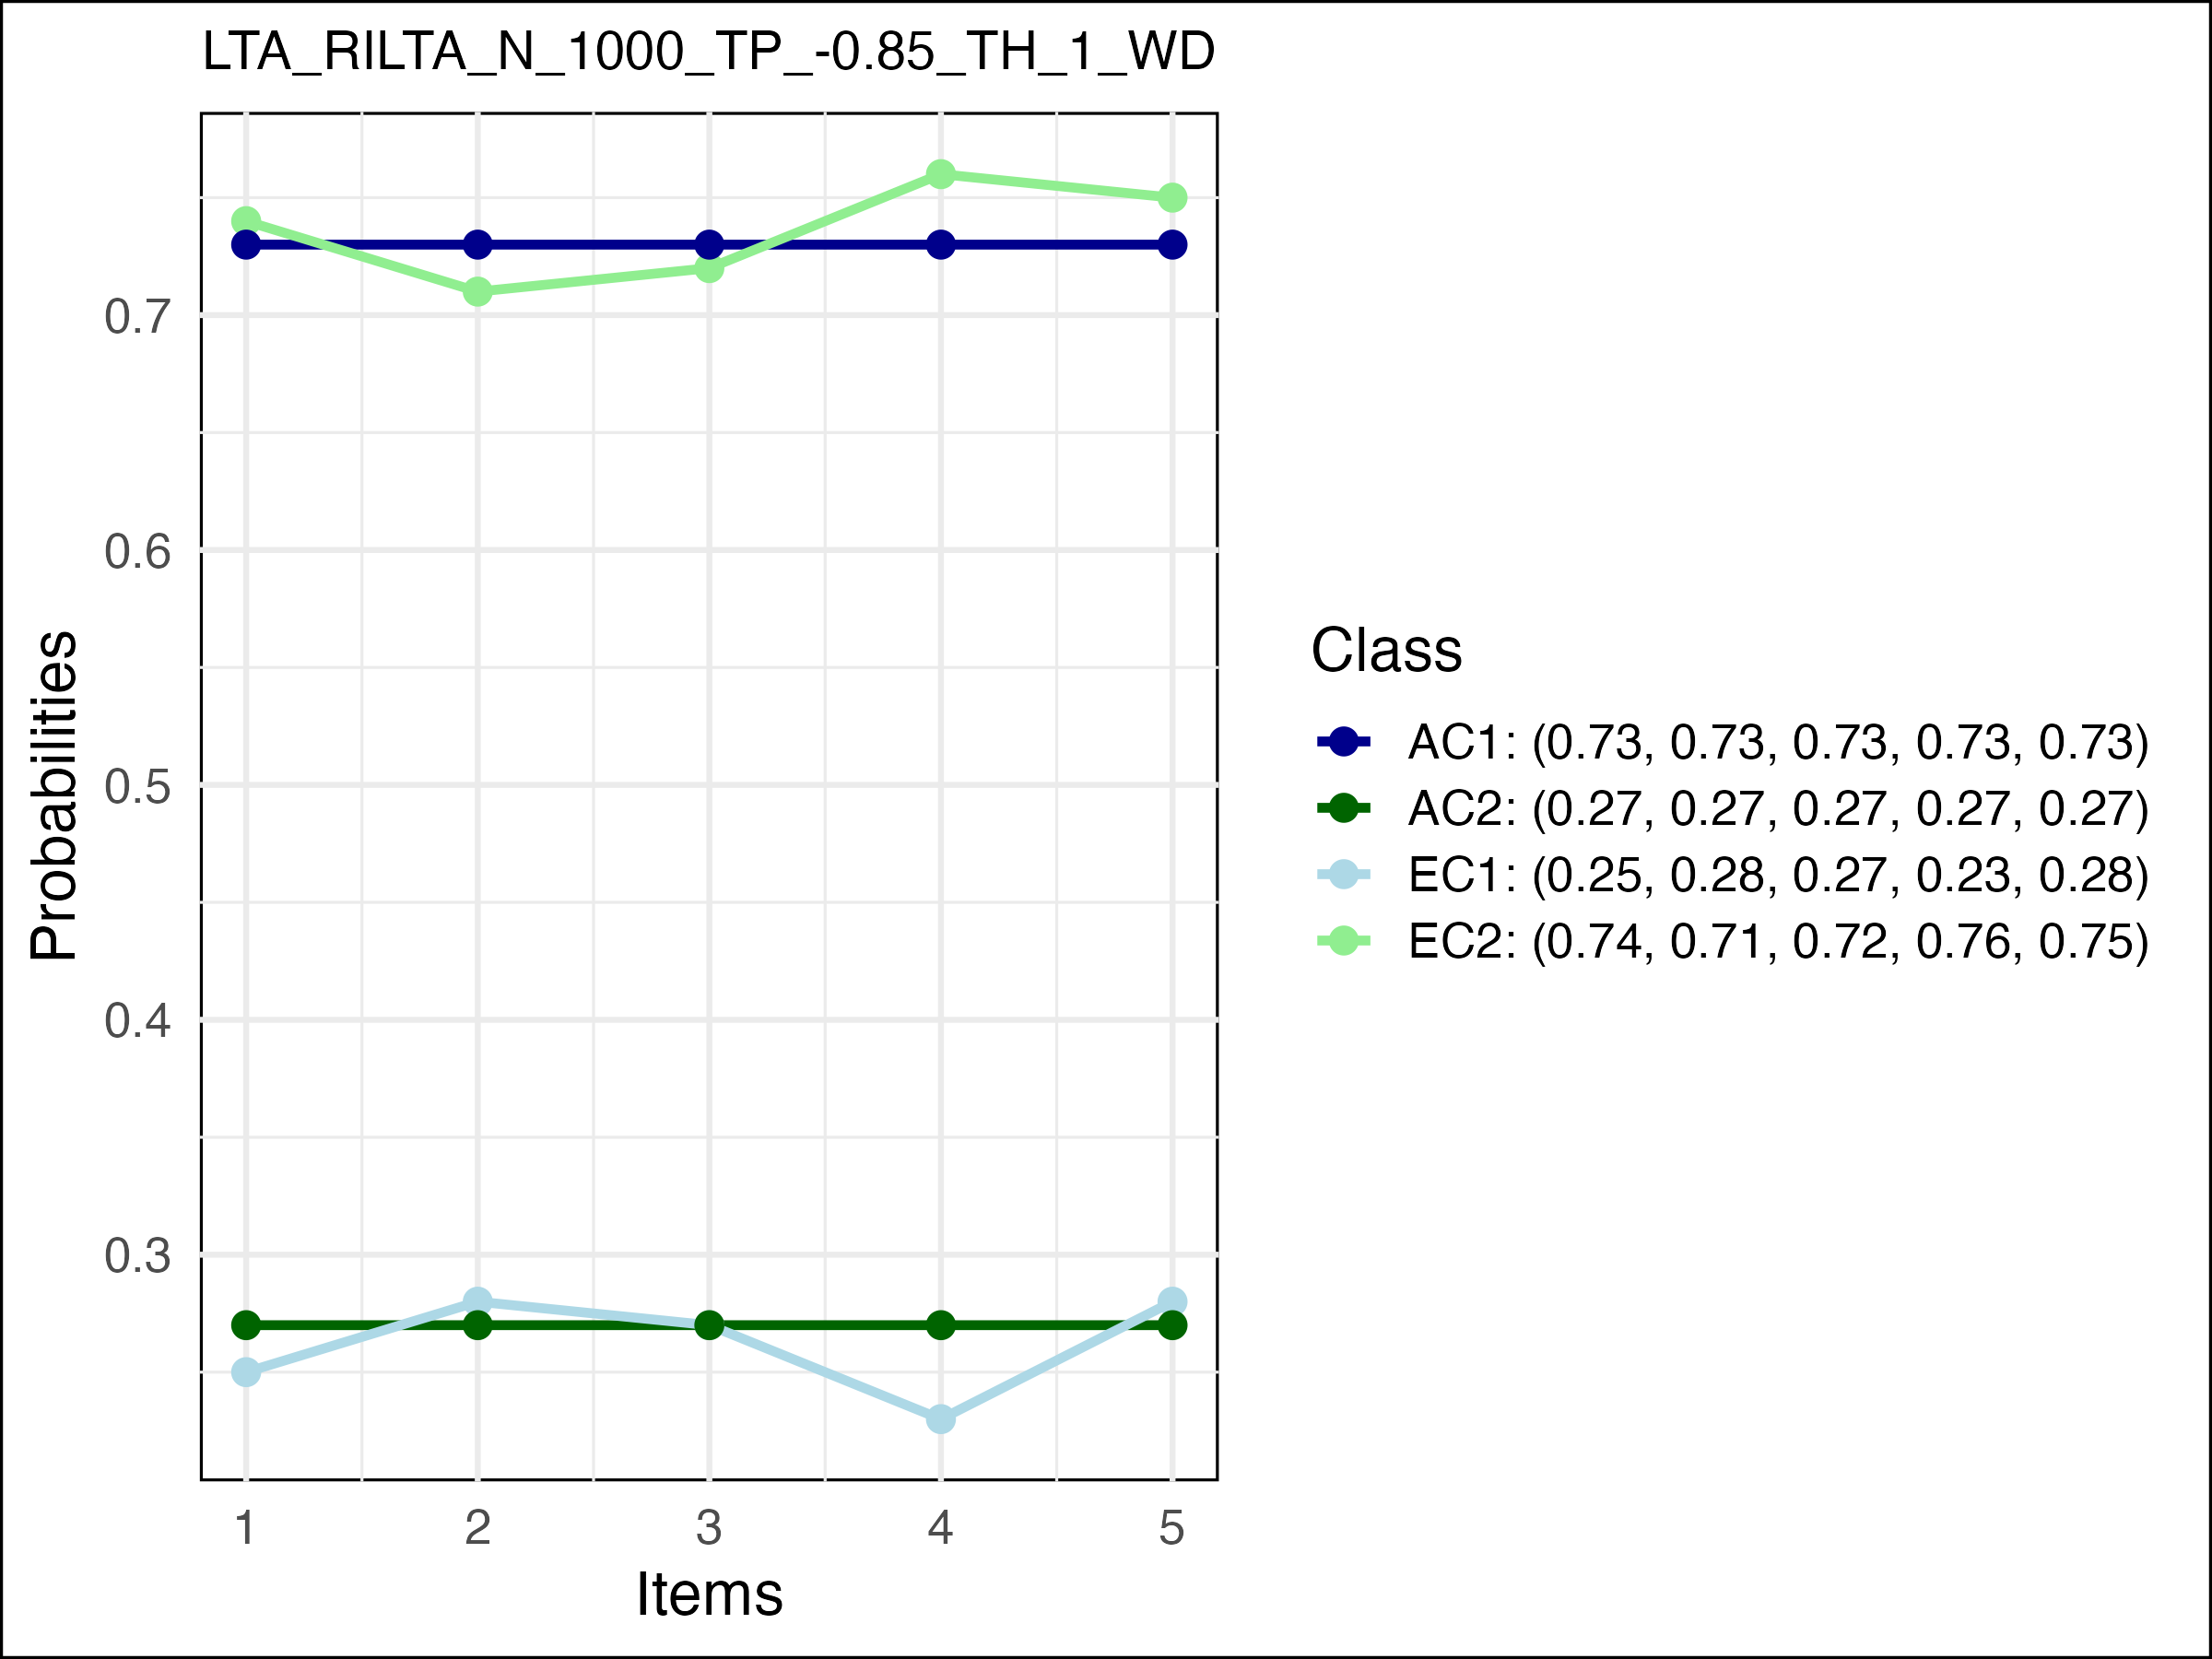 LTA_RILTA_N_1000_TP_-0.85_TH_1_WD
Probabilities
0.7
0.6
0.5
0.4
0.3
1 2 3 4 5
Items
Class
AC1: (0.73, 0.73, 0.73, 0.73, 0.73)
AC2: (0.27, 0.27, 0.27, 0.27, 0.27)
EC1: (0.25, 0.28, 0.27, 0.23, 0.28)
EC2: (0.74, 0.71, 0.72, 0.76, 0.75)